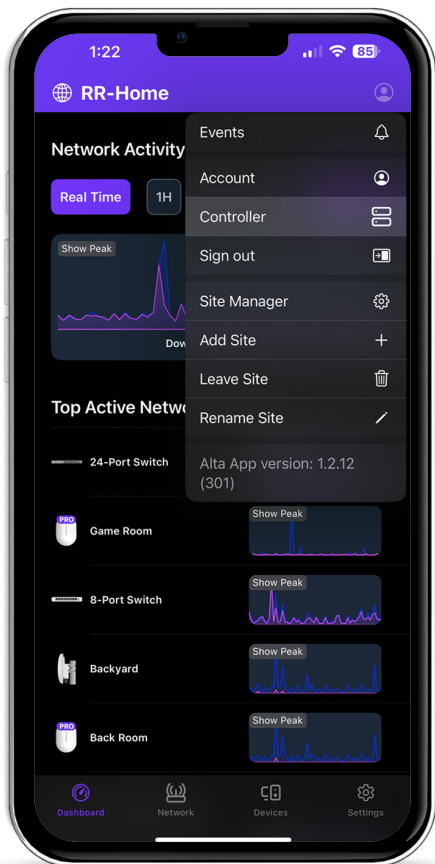 1:22
85
RR-Home
Events
Network Activity
Account
Real Time
1H
Controller
Sign out
Show Peak
Site Manager
Dow
Add Site
Leave Site
Top Active Netwo
Rename Site
24-Port Switch
Alta App version: 1.2.12
(301)
PRO
Game Room
Show Peak
8-Port Switch
Show Peak
Backyard
Show Peak
PRO
Back Room
Show Peak
Dashboard
Network
Devices
Settings